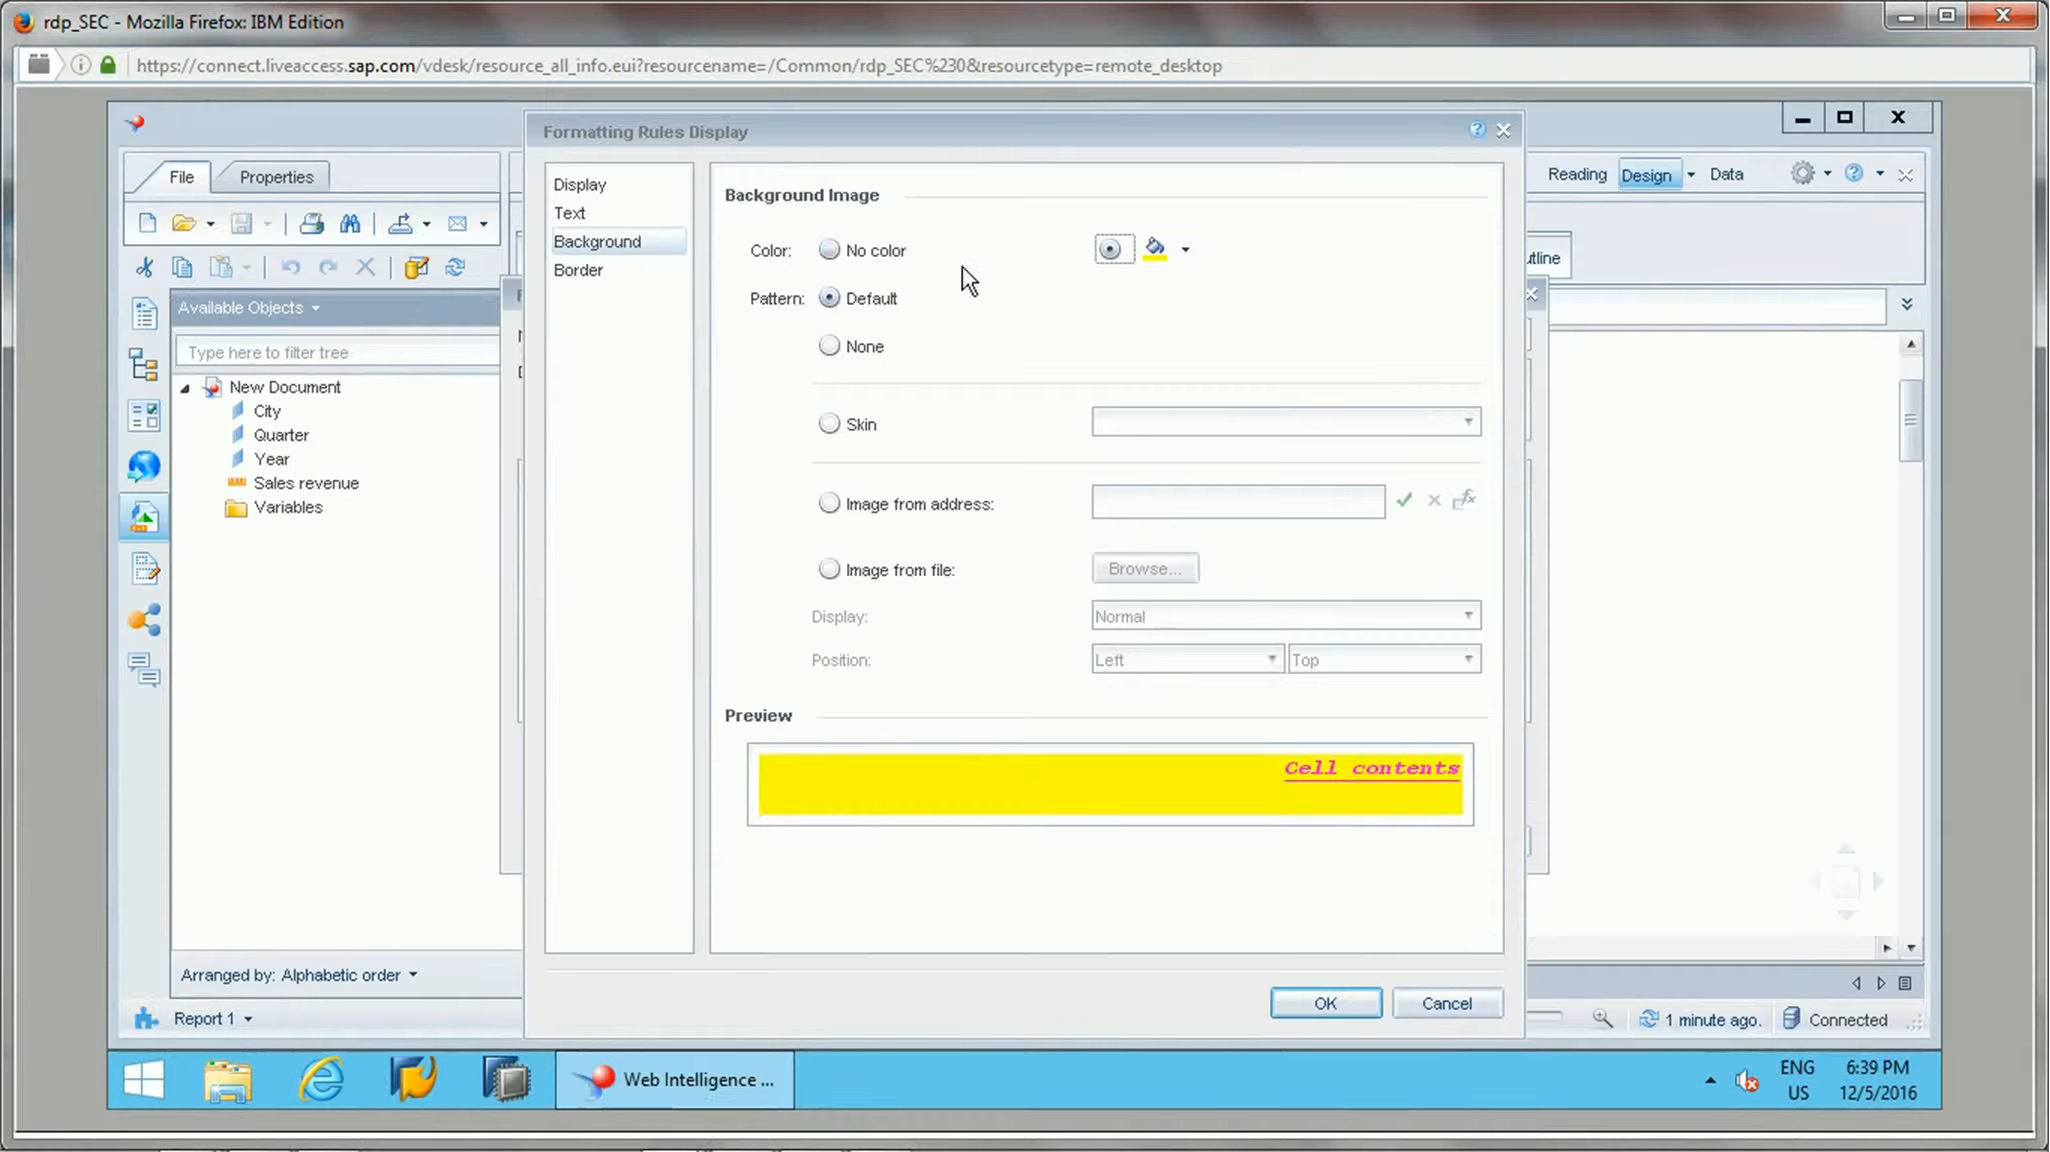 rdp_SEC - Mozilla Firefox: IBM Edition
https://connect.liveaccess.sap.com/vdesk/resource_all_info.eui?resourcename=/Common/rdp_SEC%230&resourcetype=remote_desktop
Formatting Rules Display
File
Properties
Reading
Design
Data
Display
Text
Background
Border
Background Image
Color:
No color
Pattern:
Default
None
Skin
Image from address:
Image from file:
Browse...
Display:
Normal
Position:
Left
Top
Preview
Cell contents
OK
Cancel
Available Objects
Type here to filter tree
New Document
City
Quarter
Year
Sales revenue
Variables
Arranged by: Alphabetic order
Report 1
1 minute ago.
Connected
Web Intelligence ...
ENG
US
6:39 PM
12/5/2016